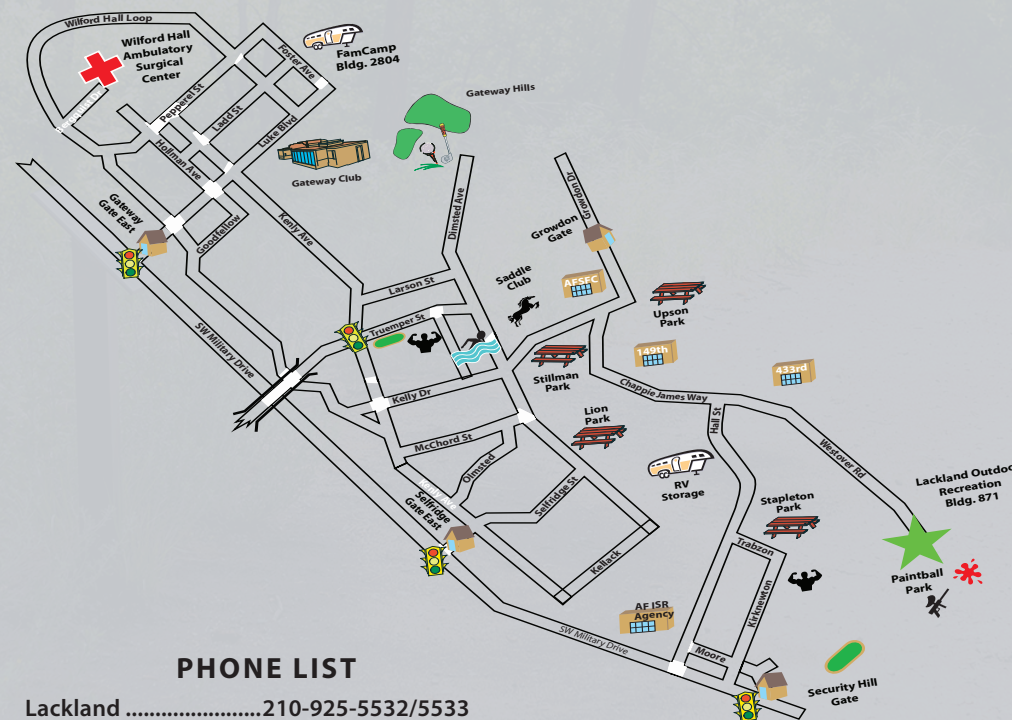 Wilford Hall Loop
Wilford Hall
Ambulatory
Surgical
Center
FamCamp
Bldg. 2804
Foster Ave
Pepperel St
Ladd St
Luke Blvd
Hollman Ave
Gateway Hills
Gateway Club
Gateway
Gate East
Goodfellow
Kenly Ave
Dimsted Ave
Growdon Dr
Growdon
Gate
Larson St
Saddle
Club
AFSFC
Upson
Park
Truemper St
SW Military Drive
149th
433rd
Stillman
Park
Kelly Dr
Chappie James Way
Lion
Park
Hall St
McChord St
Olmsted
Westover Rd
RV
Storage
Selfridge St
Selfridge
Gate East
Stapleton
Park
Lackland Outdoo
Recreation
Bldg. 871
Trabzon
Kellack
Paintball
Park
Kirknewton
AF ISR
Agency
SW Military Drive
Moore
Security Hill
Gate
PHONE LIST
Lackland .......................210-925-5532/5533